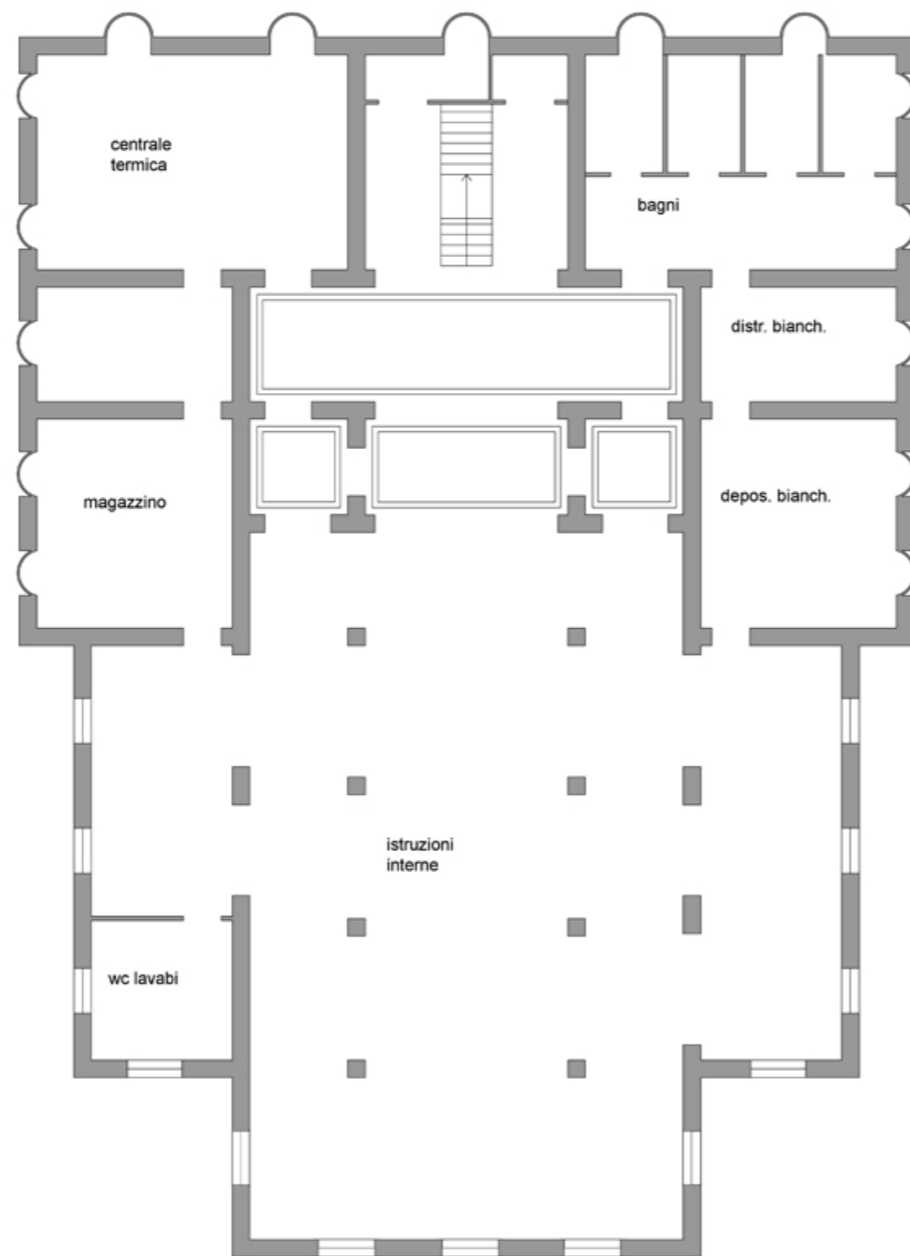 centrale
termica
bagni
distr. bianch.
magazzino
depos. bianch.
istruzioni
interne
wc lavabi